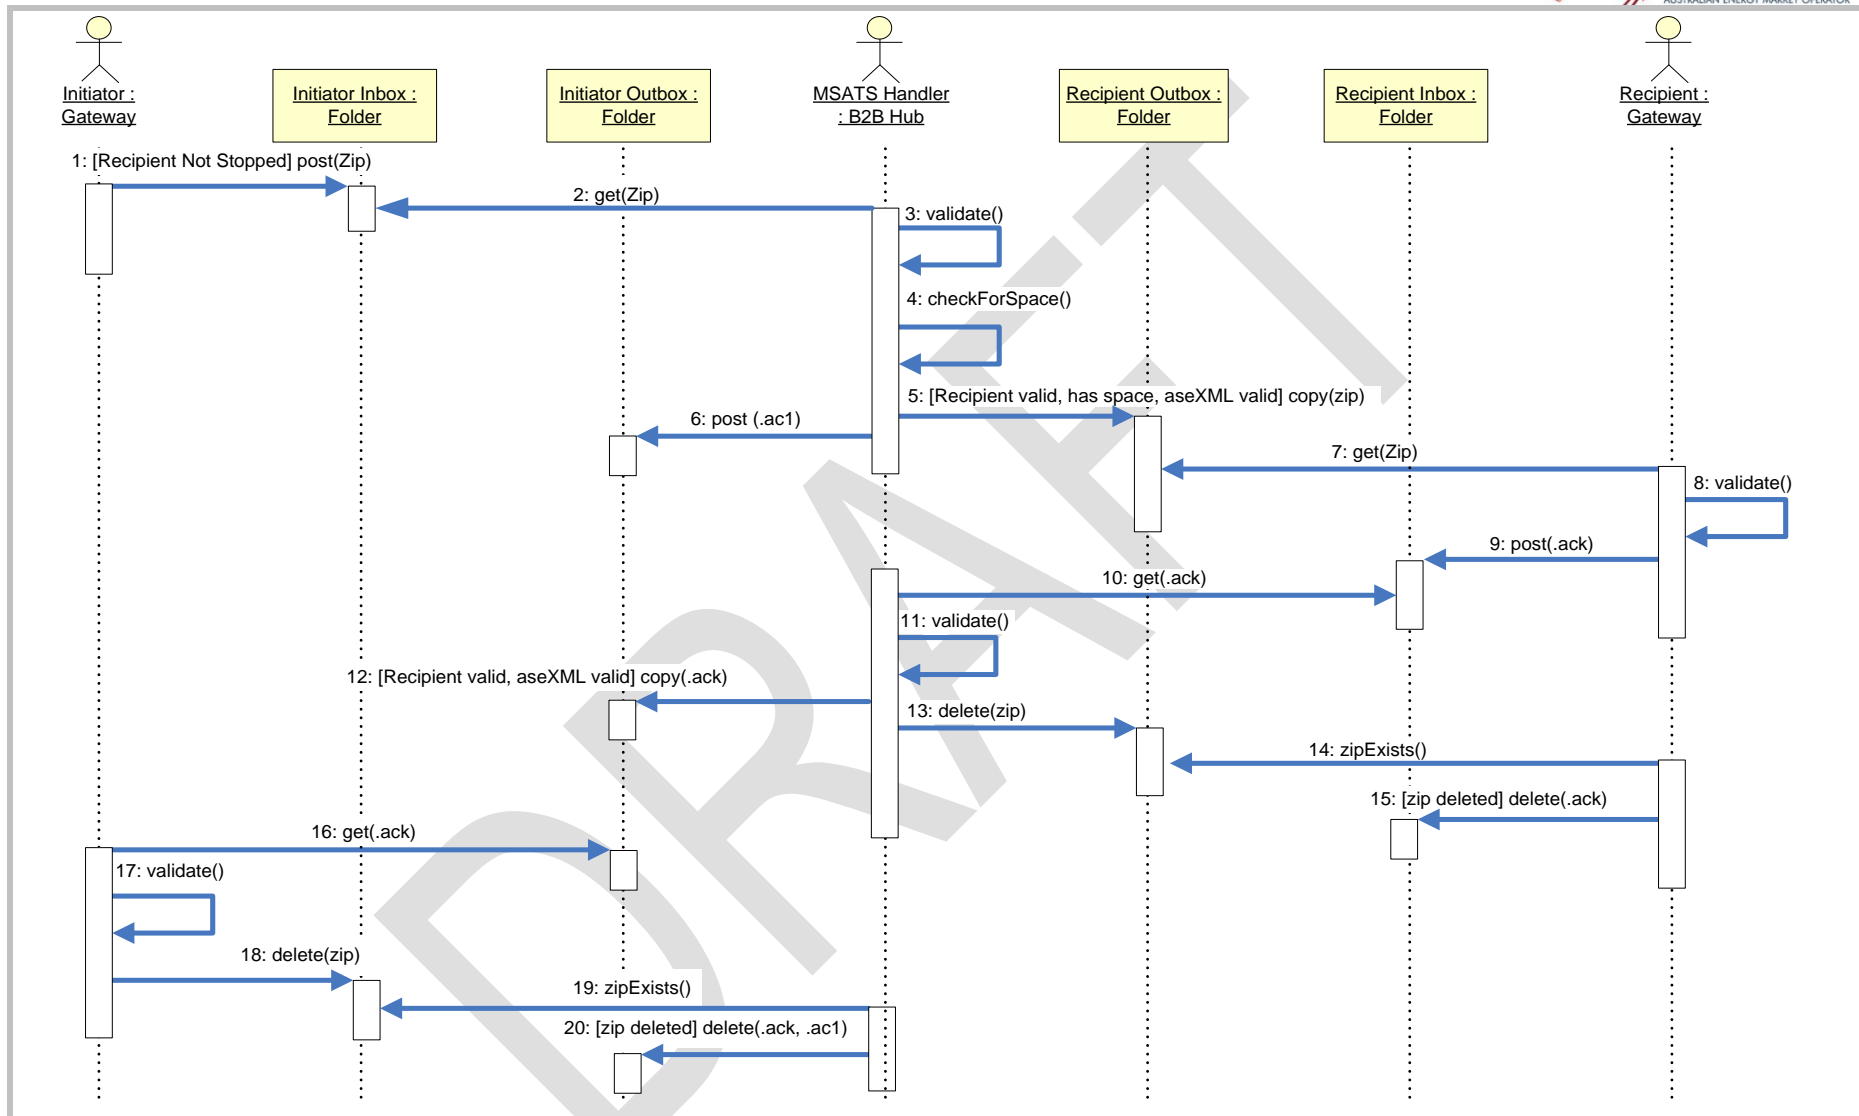 AUSTRALIAN ENERGY MARKET OPERATOR
Initiator :
Gateway
Initiator Inbox :
Folder
Initiator Outbox :
Folder
MSATS Handler
: B2B Hub
Recipient Outbox :
Folder
Recipient Inbox :
Folder
Recipient :
Gateway
1: [Recipient Not Stopped] post(Zip)
2: get(Zip)
3: validate()
4: checkForSpace()
5: [Recipient valid, has space, aseXML valid] copy(zip)
6: post (.ac1)
7: get(Zip)
8: validate()
9: post(.ack)
10: get(.ack)
11: validate()
12: [Recipient valid, aseXML valid] copy(.ack)
13: delete(zip)
14: zipExists()
15: [zip deleted] delete(.ack)
16: get(.ack)
17: validate()
18: delete(zip)
19: zipExists()
20: [zip deleted] delete(.ack, .ac1)
DRAFT